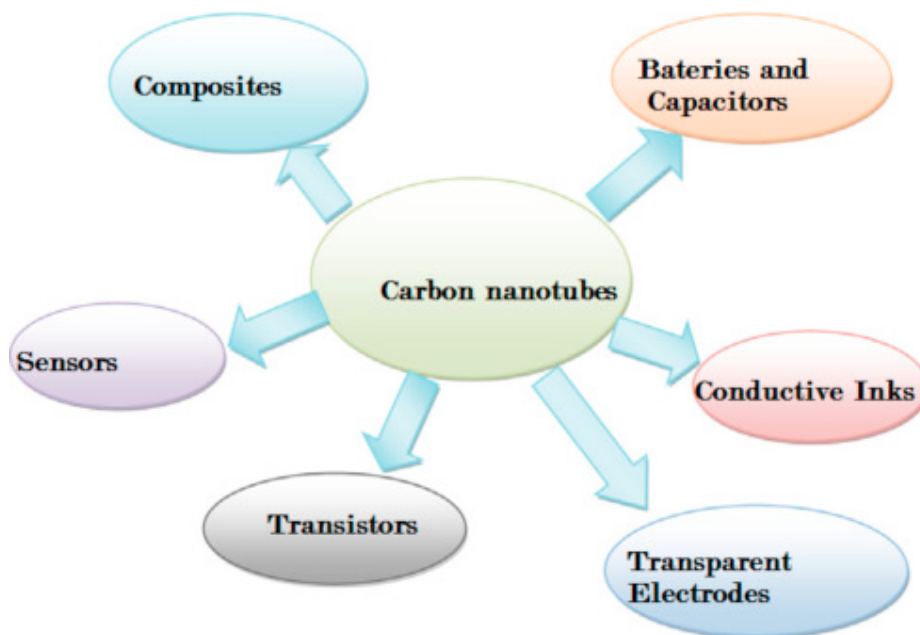 Composites
Bateries and
Capacitors
Carbon nanotubes
Sensors
Conductive Inks
Transistors
Transparent
Electrodes